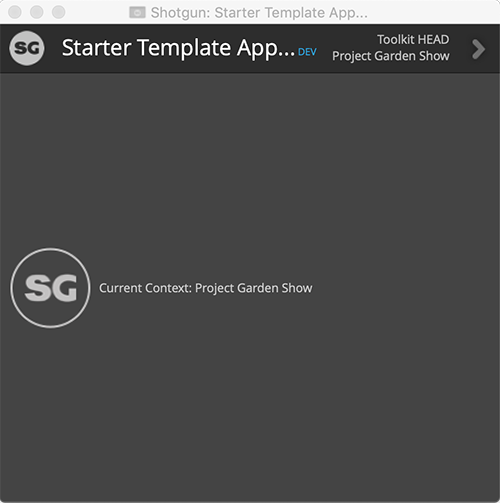 Shotgun: Starter Template App...
SG
Starter Template App... DEV
Toolkit HEAD
Project Garden Show
SG
Current Context: Project Garden Show